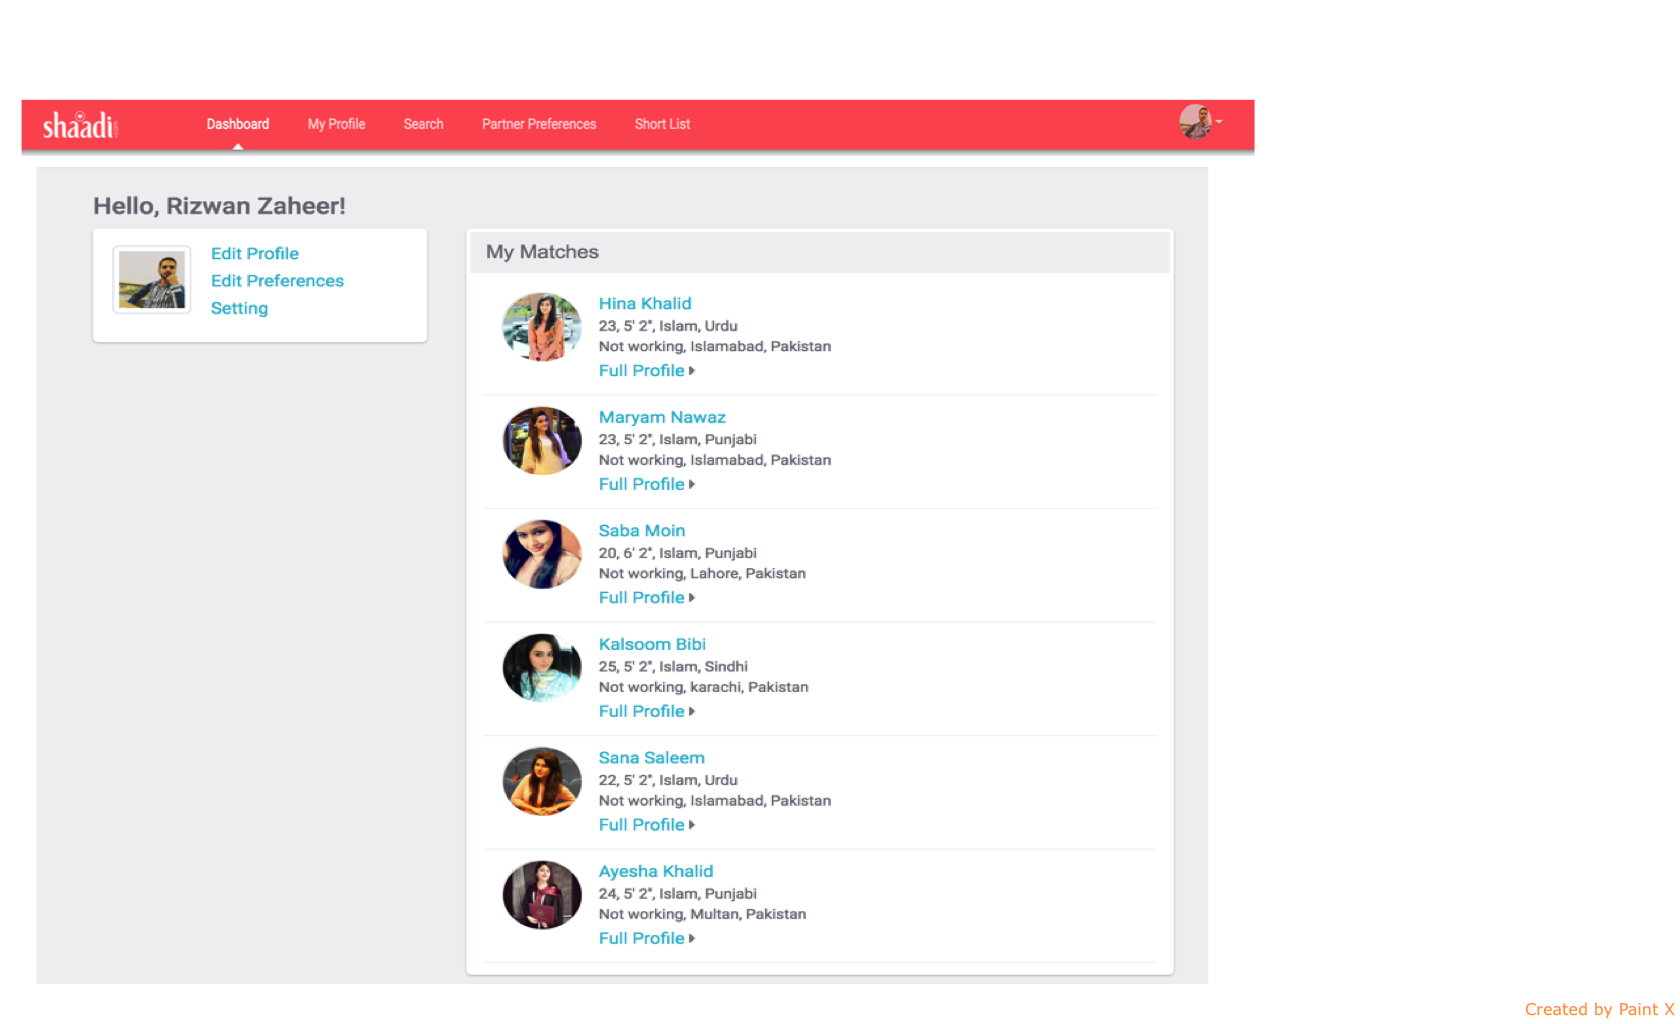 shaadi
Dashboard
My Profile
Search
Partner Preferences
Short List
Hello, Rizwan Zaheer!
Edit Profile
Edit Preferences
Setting
My Matches
Hina Khalid
23, 5' 2", Islam, Urdu
Not working, Islamabad, Pakistan
Full Profile
Maryam Nawaz
23, 5' 2", Islam, Punjabi
Not working, Islamabad, Pakistan
Full Profile
Saba Moin
20, 6' 2", Islam, Punjabi
Not working, Lahore, Pakistan
Full Profile
Kalsoom Bibi
25, 5' 2", Islam, Sindhi
Not working, karachi, Pakistan
Full Profile
Sana Saleem
22, 5' 2", Islam, Urdu
Not working, Islamabad, Pakistan
Full Profile
Ayesha Khalid
24, 5' 2", Islam, Punjabi
Not working, Multan, Pakistan
Full Profile
Created by Paint X